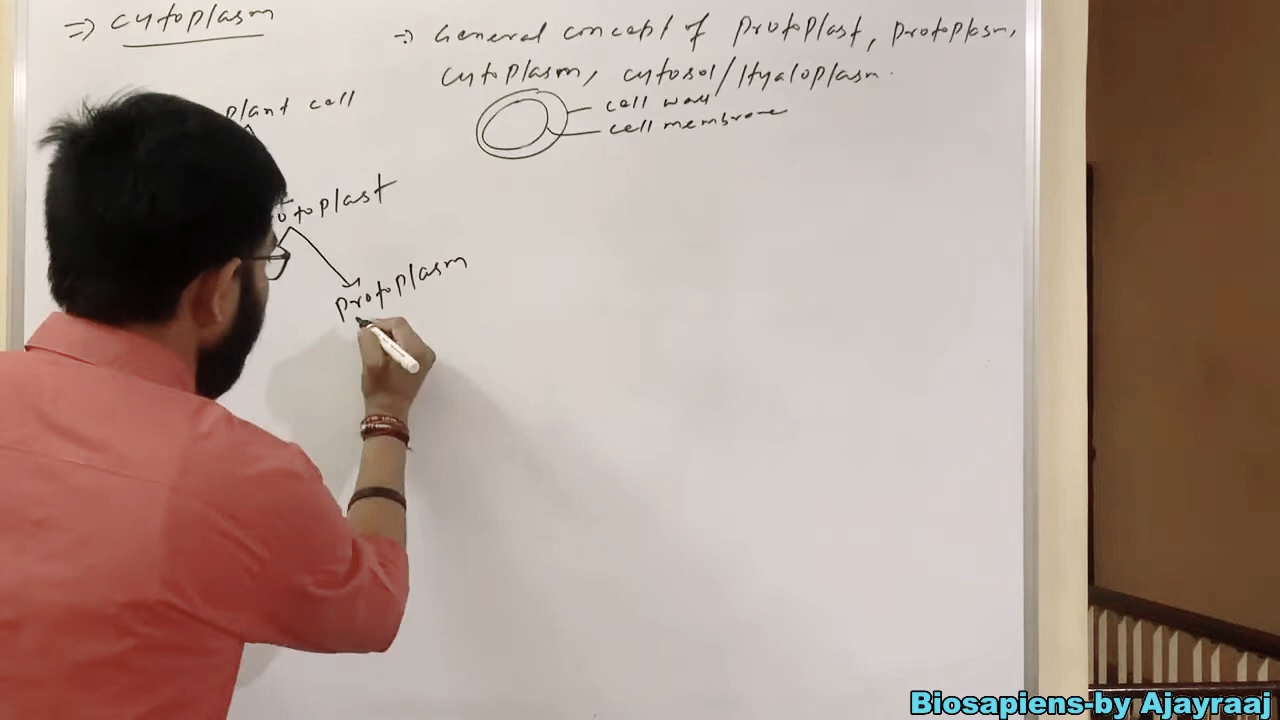 ⇒ Cytoplasm
⇒ General concept of protoplast, protoplasm,
cytoplasm, cytosol/Hyaloplasm.
cell wall
cell membrane
plant cell
otoplast
protoplasm
Biosapiens-by Ajayraaj